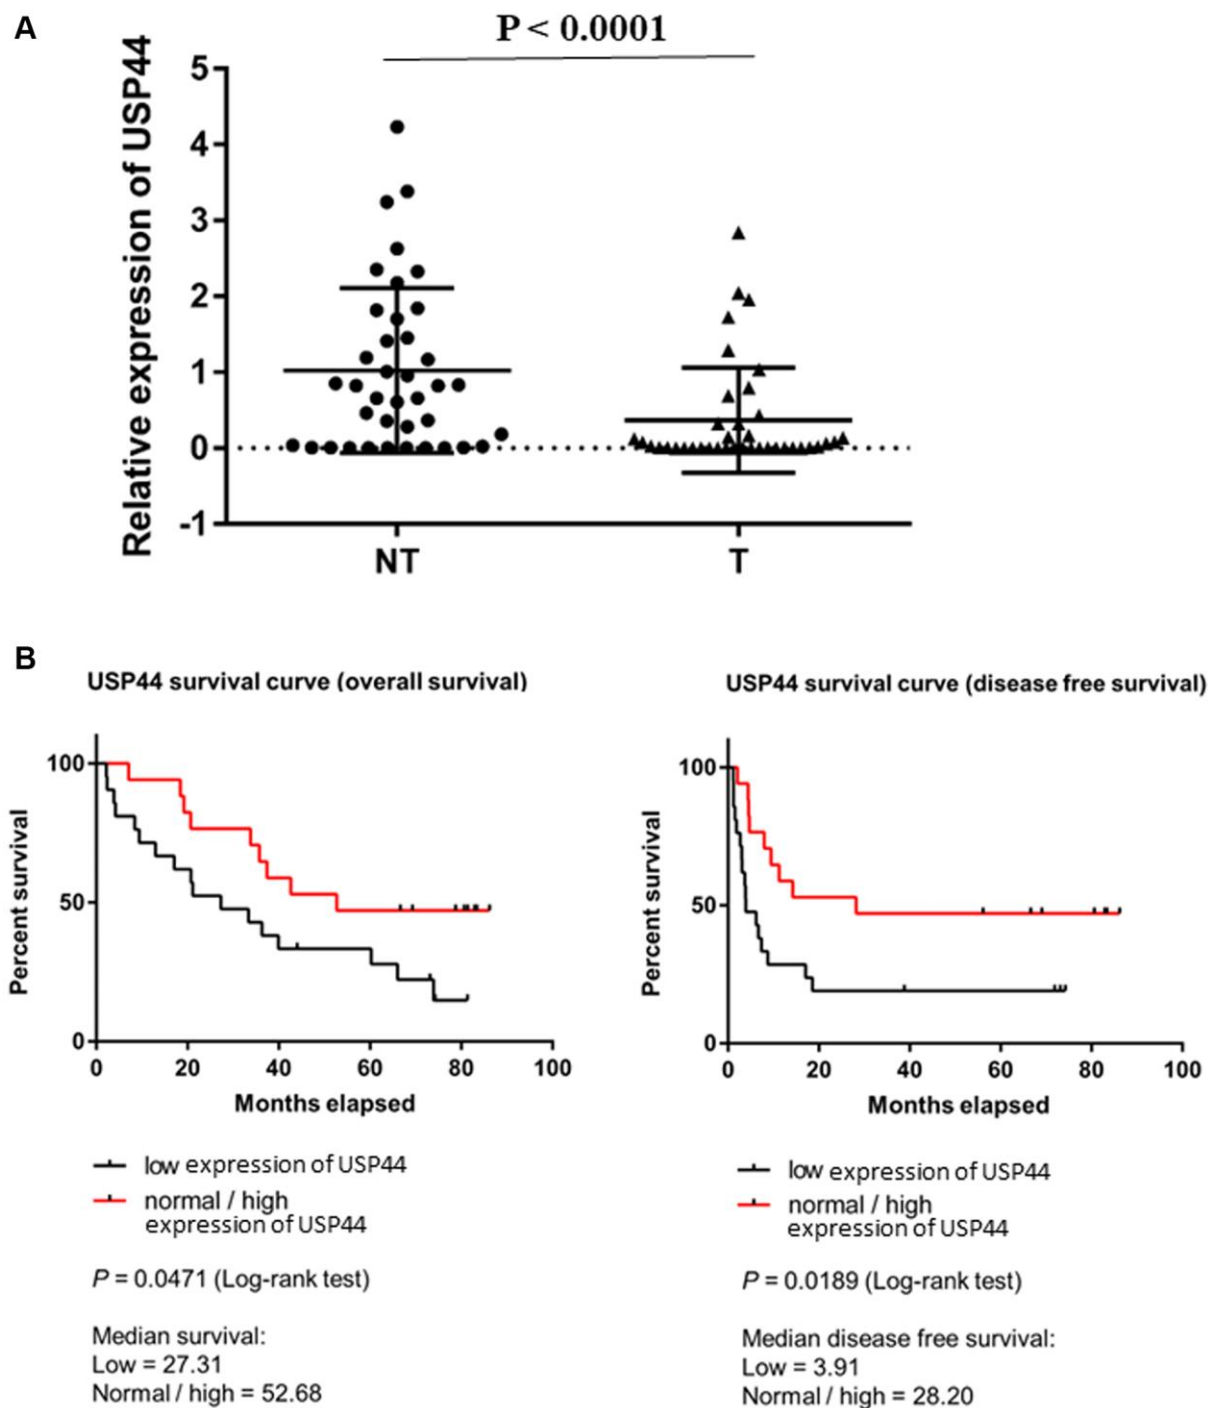 A
P < 0.0001
Relative expression of USP44
5
4
3
2
1
0
-1
NT
T
B
USP44 survival curve (overall survival)
Percent survival
100
50
0
0 20 40 60 80 100
Months elapsed
low expression of USP44
normal / high
expression of USP44
P = 0.0471 (Log-rank test)
Median survival:
Low = 27.31
Normal / high = 52.68
USP44 survival curve (disease free survival)
Percent survival
100
50
0
0 20 40 60 80 100
Months elapsed
low expression of USP44
normal / high
expression of USP44
P = 0.0189 (Log-rank test)
Median disease free survival:
Low = 3.91
Normal / high = 28.20